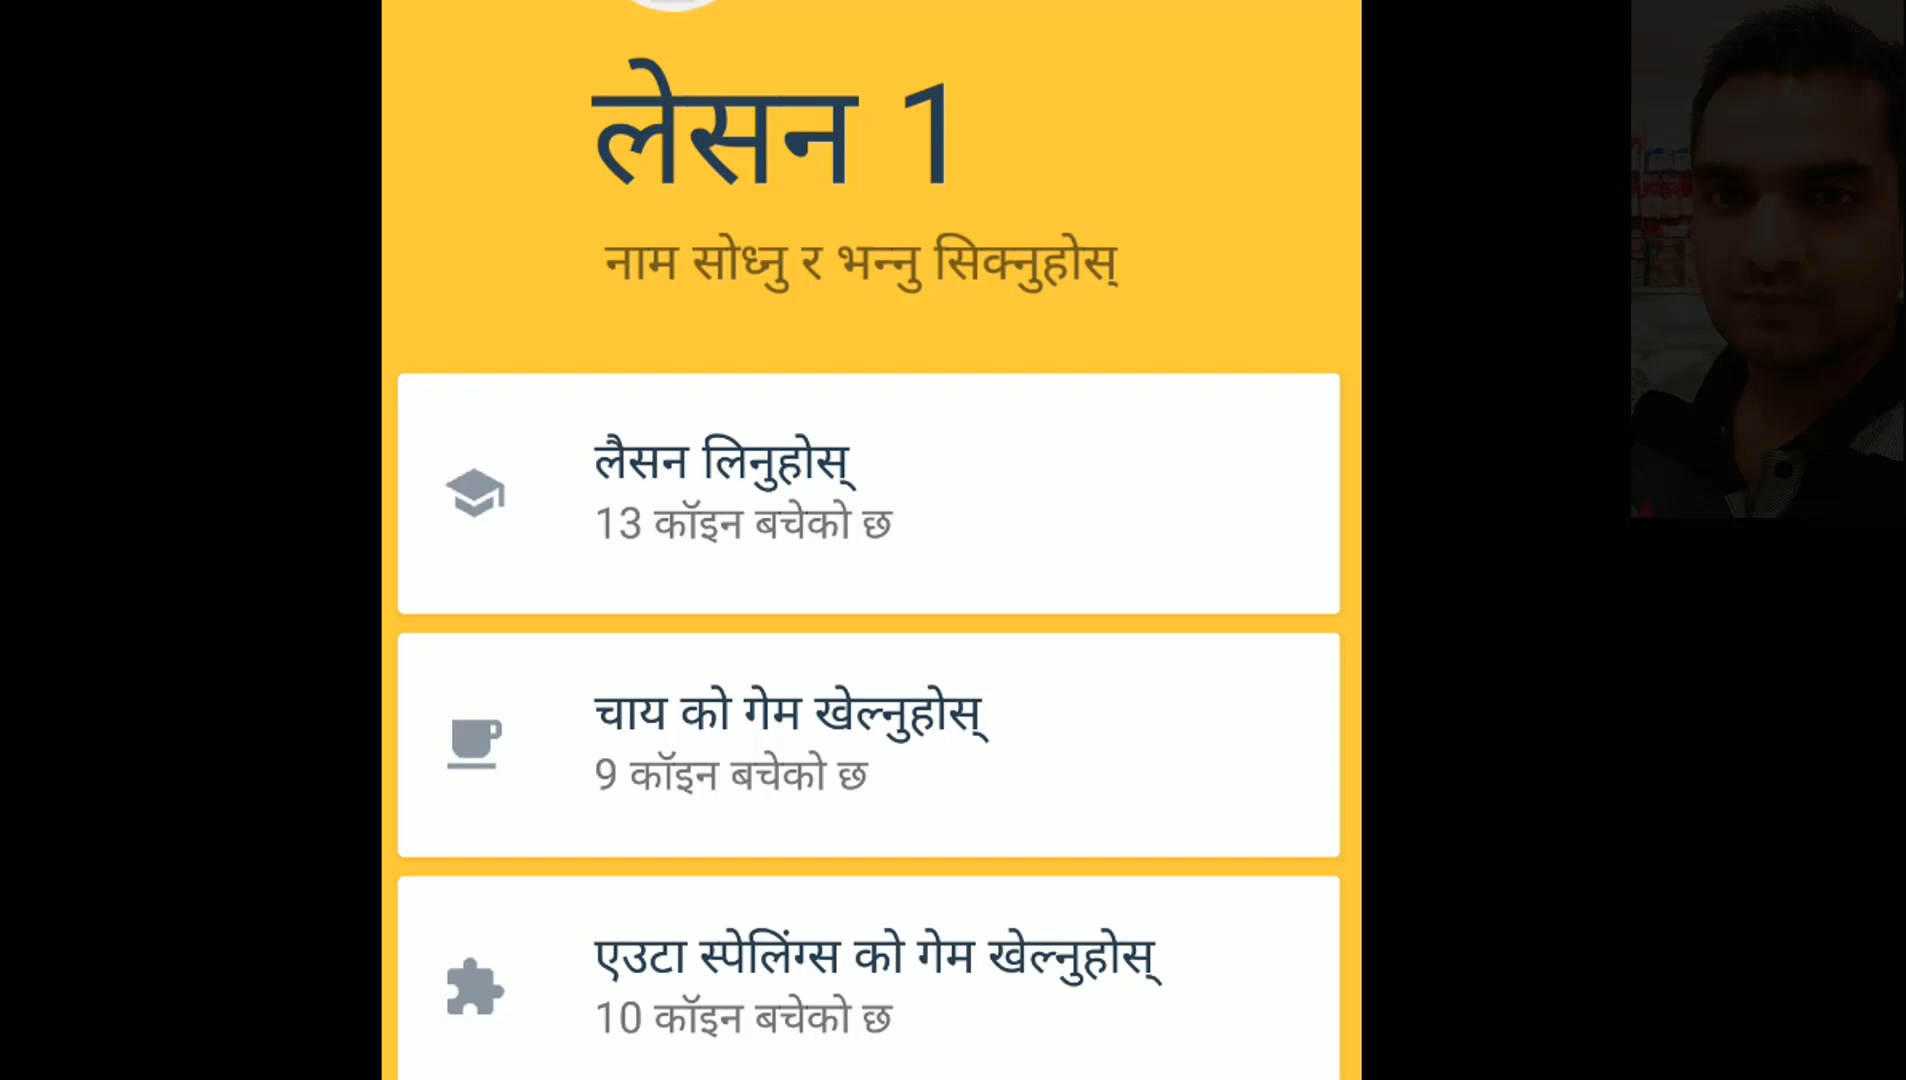 लेसन 1
नाम सोध्नु र भन्नु सिक्नुहोस्
लैसन लिनुहोस्
13 कॉइन बचेको छ
चाय को गेम खेल्नुहोस्
9 कॉइन बचेको छ
एउटा स्पेलिंग्स को गेम खेल्नुहोस्
10 कॉइन बचेको छ